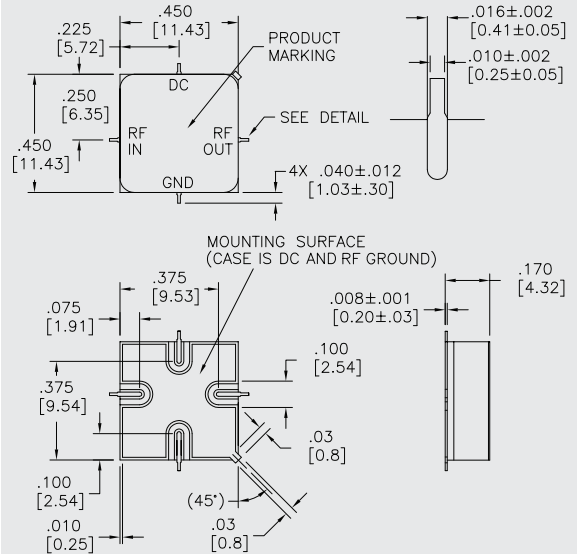 .450
[11.43]
.225
[5.72]
PRODUCT
MARKING
.016±.002
[0.41±0.05]
.010±.002
[0.25±0.05]
DC
.250
[6.35]
SEE DETAIL
RF
IN
RF
OUT
.450
[11.43]
GND
4X .040±.012
[1.03±.30]
MOUNTING SURFACE
(CASE IS DC AND RF GROUND)
.375
[9.53]
.170
[4.32]
.008±.001
[0.20±.03]
.075
[1.91]
.100
[2.54]
.375
[9.54]
.03
[0.8]
.100
[2.54]
(45°)
.010
[0.25]
.03
[0.8]